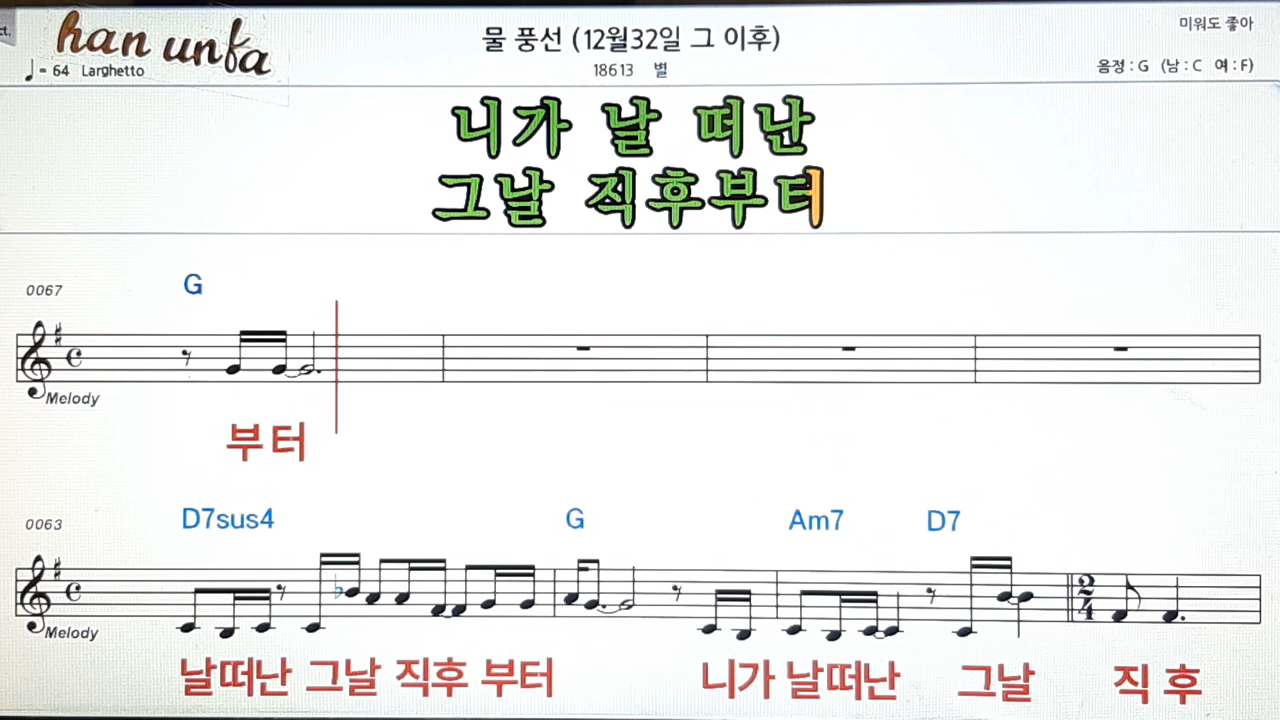 ct.
han unfa
♩= 64 Larghetto
물 풍선 (12월32일 그 이후)
18613 별
미워도 좋아
음정 : G (남 : C 여 : F)
니가 날 떠난
그날 직후부터
0067
G
Melody
부터
0063
D7sus4 G Am7 D7
2/4
Melody
날떠난 그날 직후 부터 니가 날떠난 그날 직 후